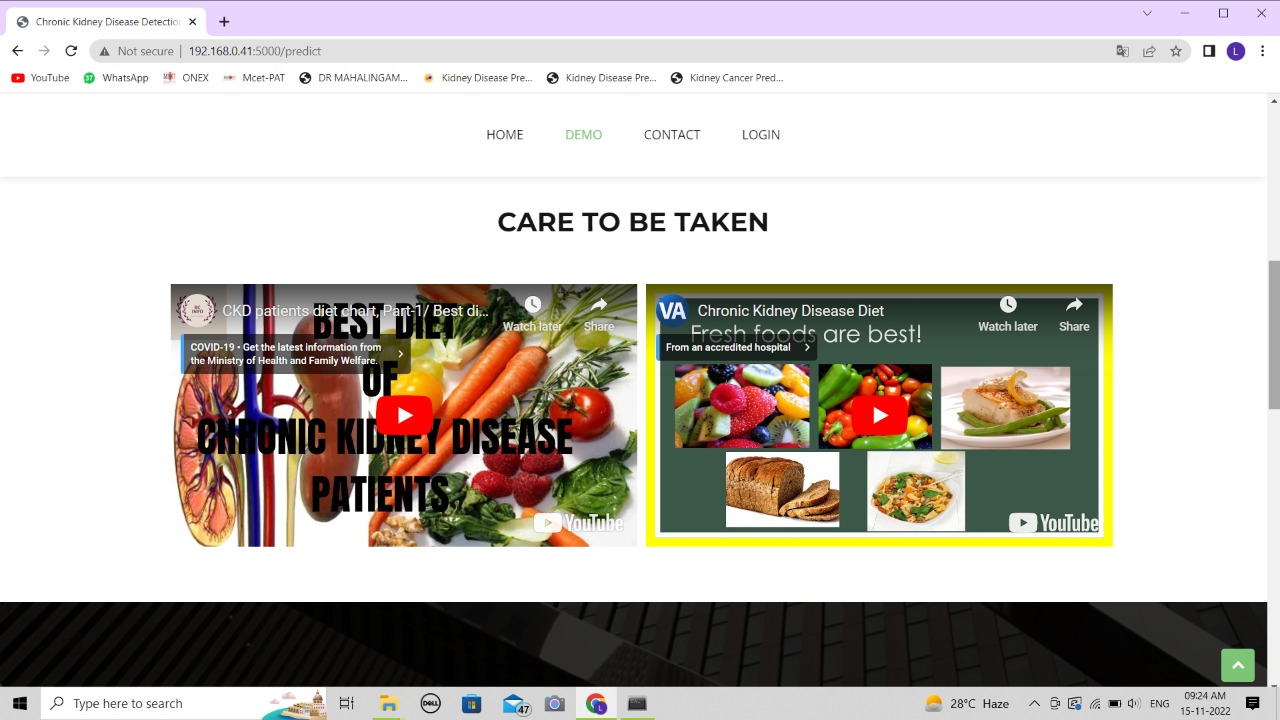 Chronic Kidney Disease Detectio
Not secure | 192.168.0.41:5000/predict
L
YouTube
37 WhatsApp
ONEX
Mcet-PAT
DR MAHALINGAM...
Kidney Disease Pre...
Kidney Disease Pre...
Kidney Cancer Pred...
HOME
DEMO
CONTACT
LOGIN
CARE TO BE TAKEN
CKD patients diet chart, Part-1/ Best di...
Watch later
Share
COVID-19 • Get the latest information from
the Ministry of Health and Family Welfare.
BEST DIET
OF
CHRONIC KIDNEY DISEASE
PATIENTS
YouTube
VA
Chronic Kidney Disease Diet
Watch later
Share
Fresh foods are best!
From an accredited hospital
YouTube
Type here to search
DELL
47
L
28°C Haze
ENG
09:24 AM
15-11-2022